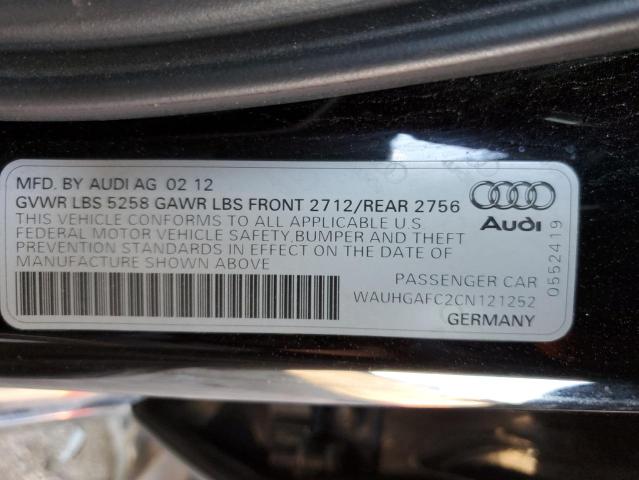 MFD. BY AUDI AG 02 12
GVWR LBS 5258 GAWR LBS FRONT 2712/REAR 2756
THIS VEHICLE CONFORMS TO ALL APPLICABLE U.S
FEDERAL MOTOR VEHICLE SAFETY, BUMPER AND THEFT
PREVENTION STANDARDS IN EFFECT ON THE DATE OF
MANUFACTURE SHOWN ABOVE
Audi
PASSENGER CAR
WAUHGAFC2CN121252
GERMANY
0552419